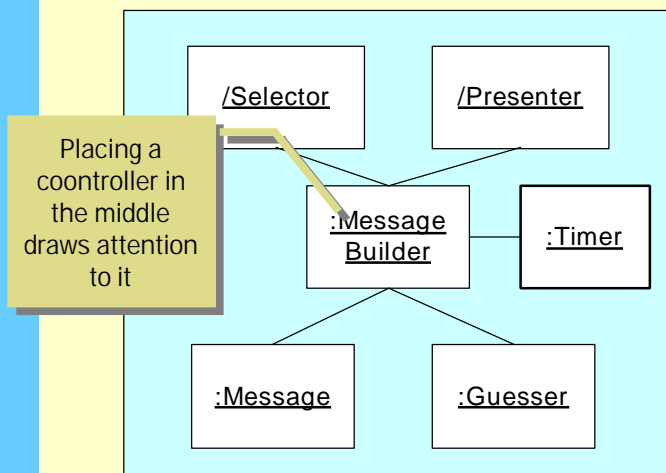 /Selector
/Presenter
Placing a
coontroller in
the middle
draws attention
to it
:Message
Builder
:Timer
:Message
:Guesser